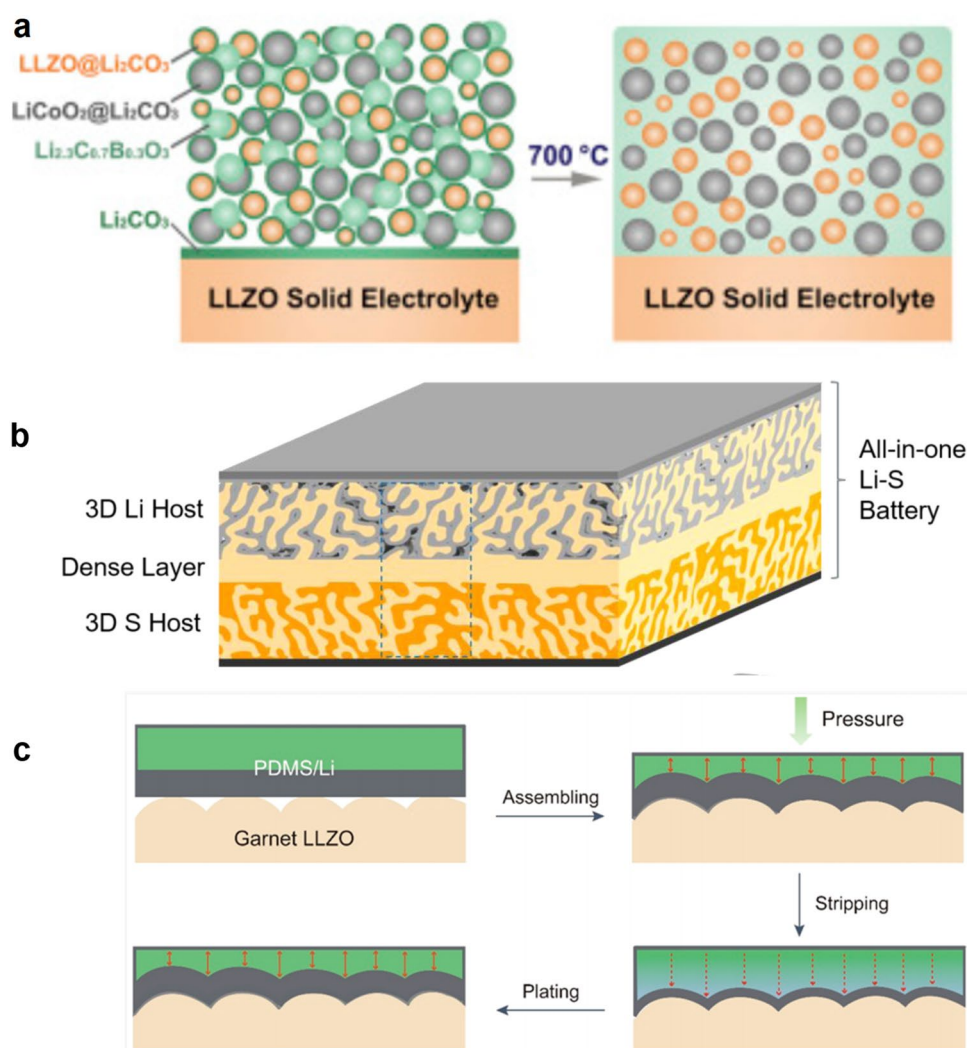 a
LLZO@Li₂CO₃
LiCoO₂@Li₂CO₃
Li₂.₃C₀.₇B₀.₃O₃
Li₂CO₃
700 °C
LLZO Solid Electrolyte
LLZO Solid Electrolyte
b
3D Li Host
Dense Layer
3D S Host
All-in-one
Li-S
Battery
c
PDMS/Li
Garnet LLZO
Assembling
Pressure
Stripping
Plating